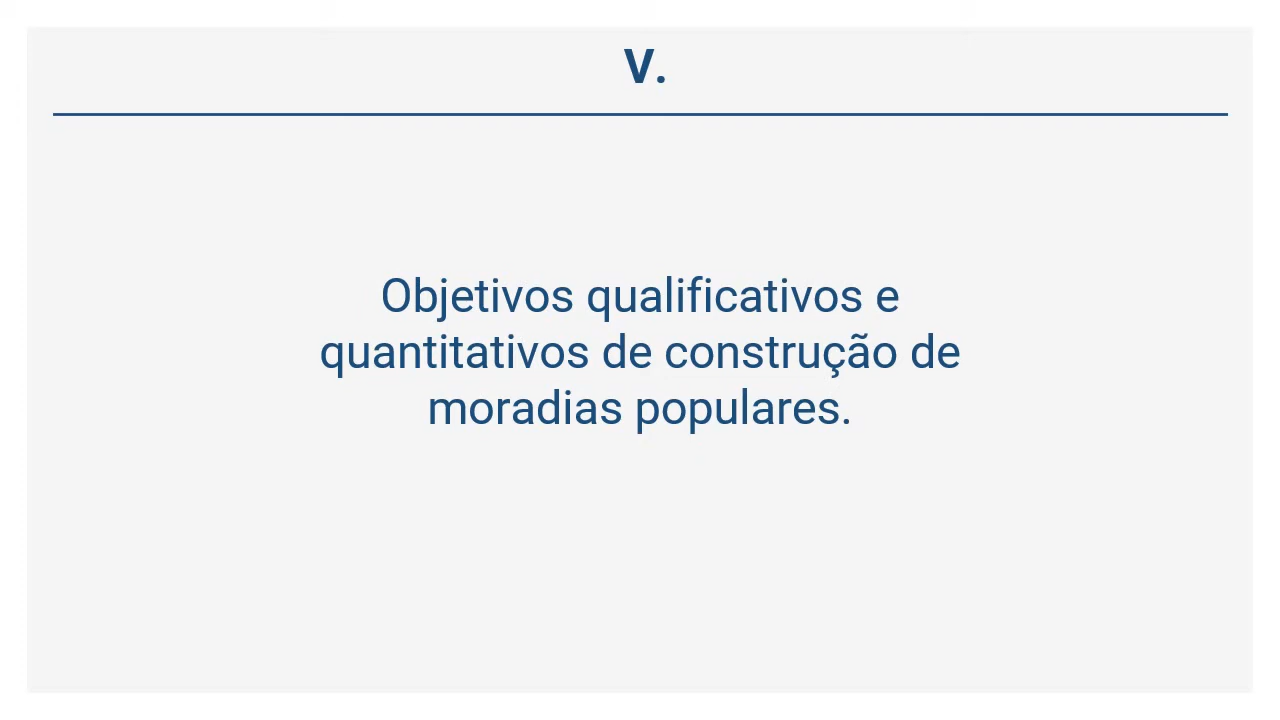 V.
Objetivos qualificativos e
quantitativos de construção de
moradias populares.